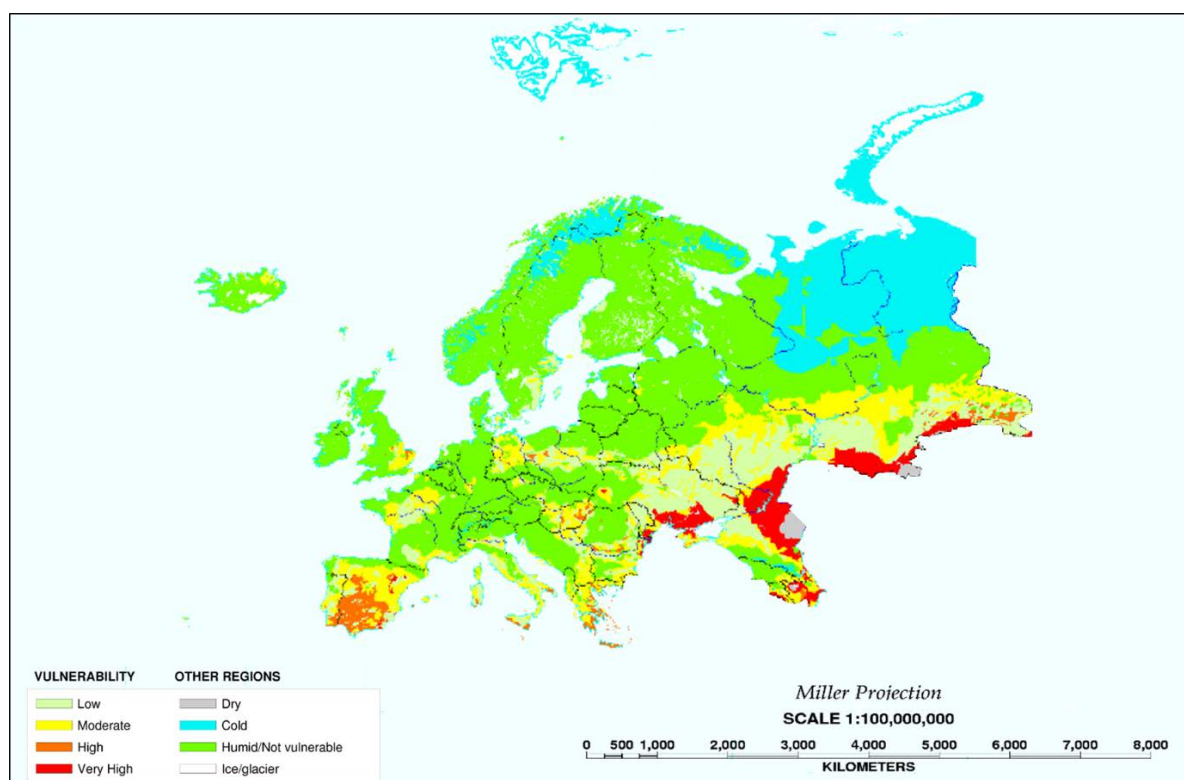 VULNERABILITY OTHER REGIONS
Low Dry
Moderate Cold
High Humid/Not vulnerable
Very High Ice/glacier
Miller Projection
SCALE 1:100,000,000
0 500 1,000 2,000 3,000 4,000 5,000 6,000 7,000 8,000
KILOMETERS